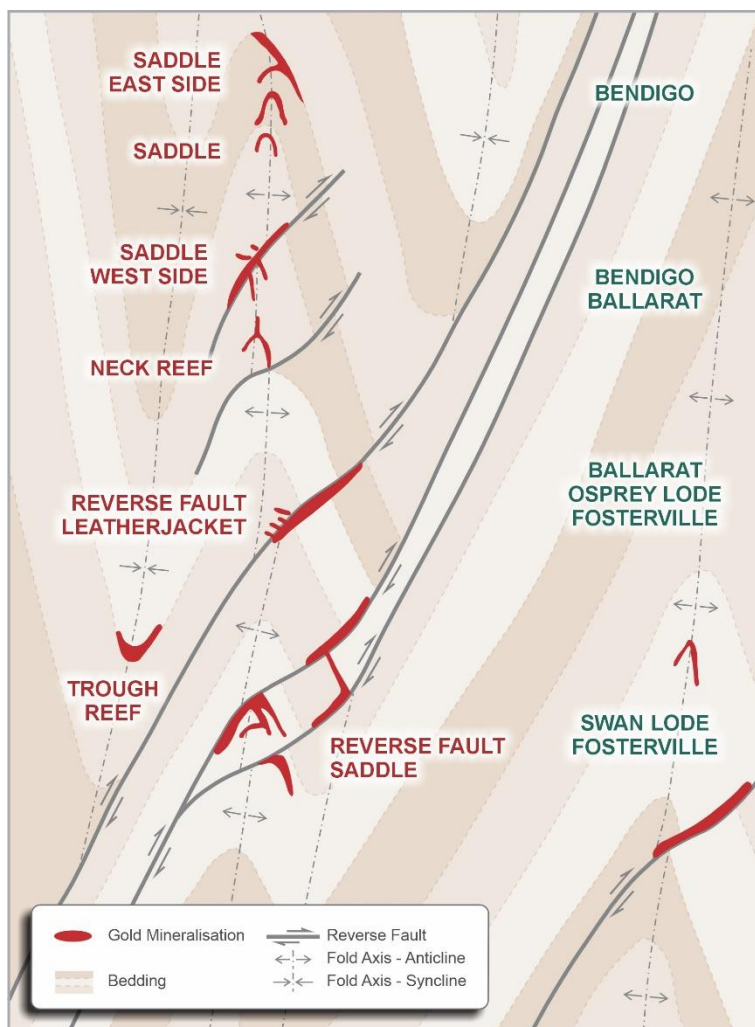 SADDLE
EAST SIDE
BENDIGO
SADDLE
SADDLE
WEST SIDE
BENDIGO
BALLARAT
NECK REEF
REVERSE FAULT
LEATHERJACKET
BALLARAT
OSPREY LODE
FOSTERVILLE
TROUGH
REEF
REVERSE FAULT
SADDLE
SWAN LODE
FOSTERVILLE
Gold Mineralisation
Bedding
Reverse Fault
Fold Axis - Anticline
Fold Axis - Syncline